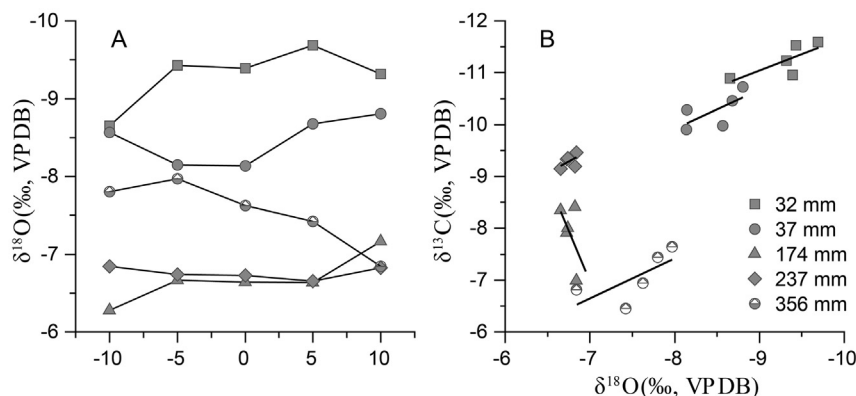 A
δ18O(‰, VPDB)
-10
-9
-8
-7
-6
-10 -5 0 5 10
B
δ13C(‰, VPDB)
-12
-11
-10
-9
-8
-7
-6
-6 -7 -8 -9 -10
δ18O(‰, VPDB)
32 mm
37 mm
174 mm
237 mm
356 mm